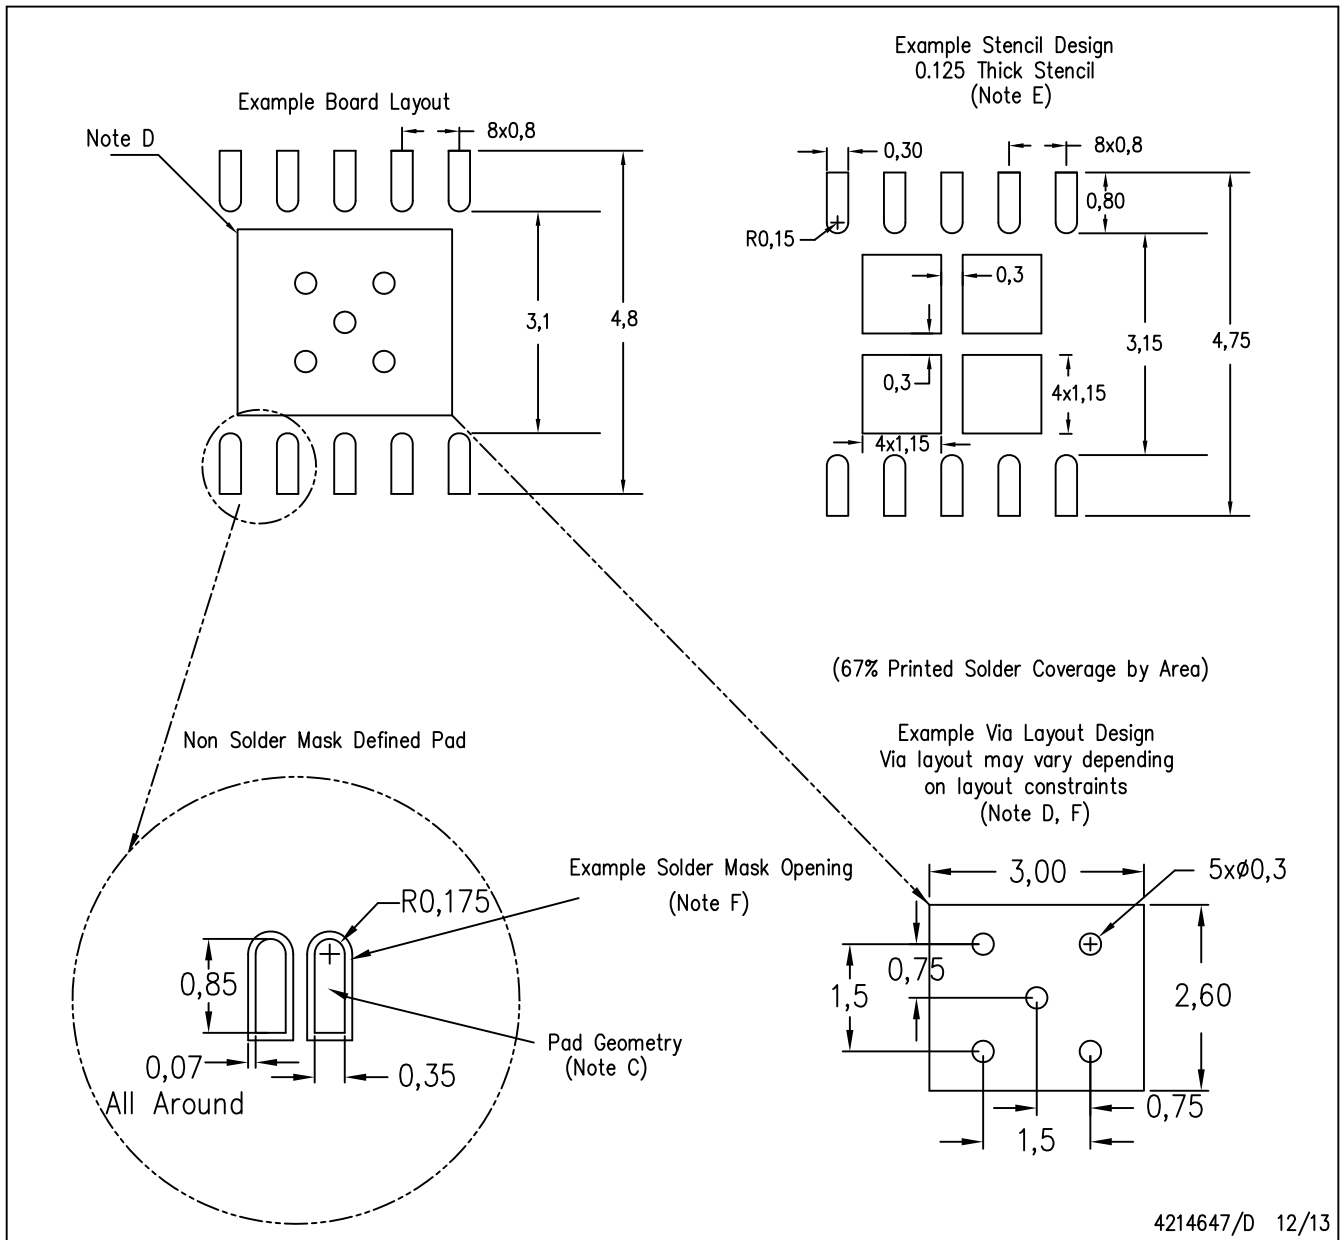 Example Stencil Design
0.125 Thick Stencil
(Note E)
Example Board Layout
Note D
8x0,8
3,1
4,8
0,30
8x0,8
0,80
R0,15
0,3
3,15
4,75
0,3
4x1,15
4x1,15
(67% Printed Solder Coverage by Area)
Non Solder Mask Defined Pad
Example Via Layout Design
Via layout may vary depending
on layout constraints
(Note D, F)
Example Solder Mask Opening
(Note F)
R0,175
0,85
0,07
All Around
0,35
Pad Geometry
(Note C)
3,00
5xø0,3
0,75
1,5
2,60
0,75
1,5
4214647/D 12/13